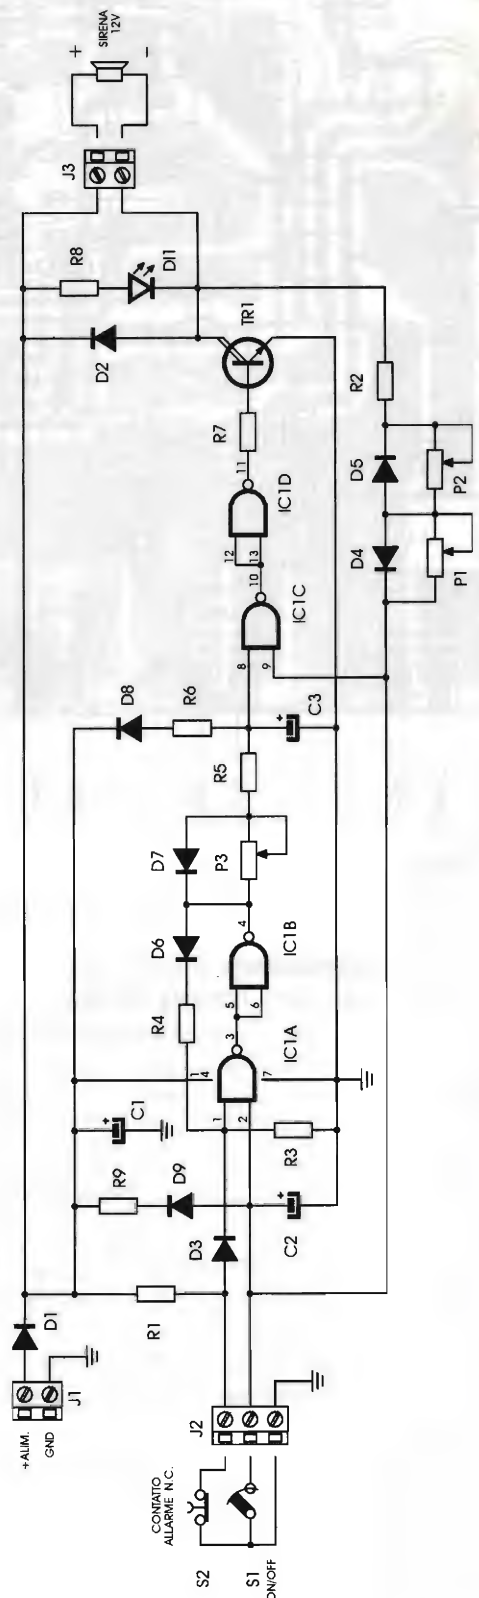 +ALIM.
GND
J1
D1
R1
R9
D9
C1
+
D3
C2
+
R3
1
2
3
1
4
7
IC1A
R4
D6
D7
5
6
4
IC1B
P3
R5
D8
R6
C3
+
8
9
10
IC1C
12
13
11
IC1D
R7
TR1
D2
R8
DI1
J3
+
-
SIRENA
12V
CONTATTO
ALLARME N.C.
S2
S1
ON/OFF
J2
D4
D5
P1
P2
R2